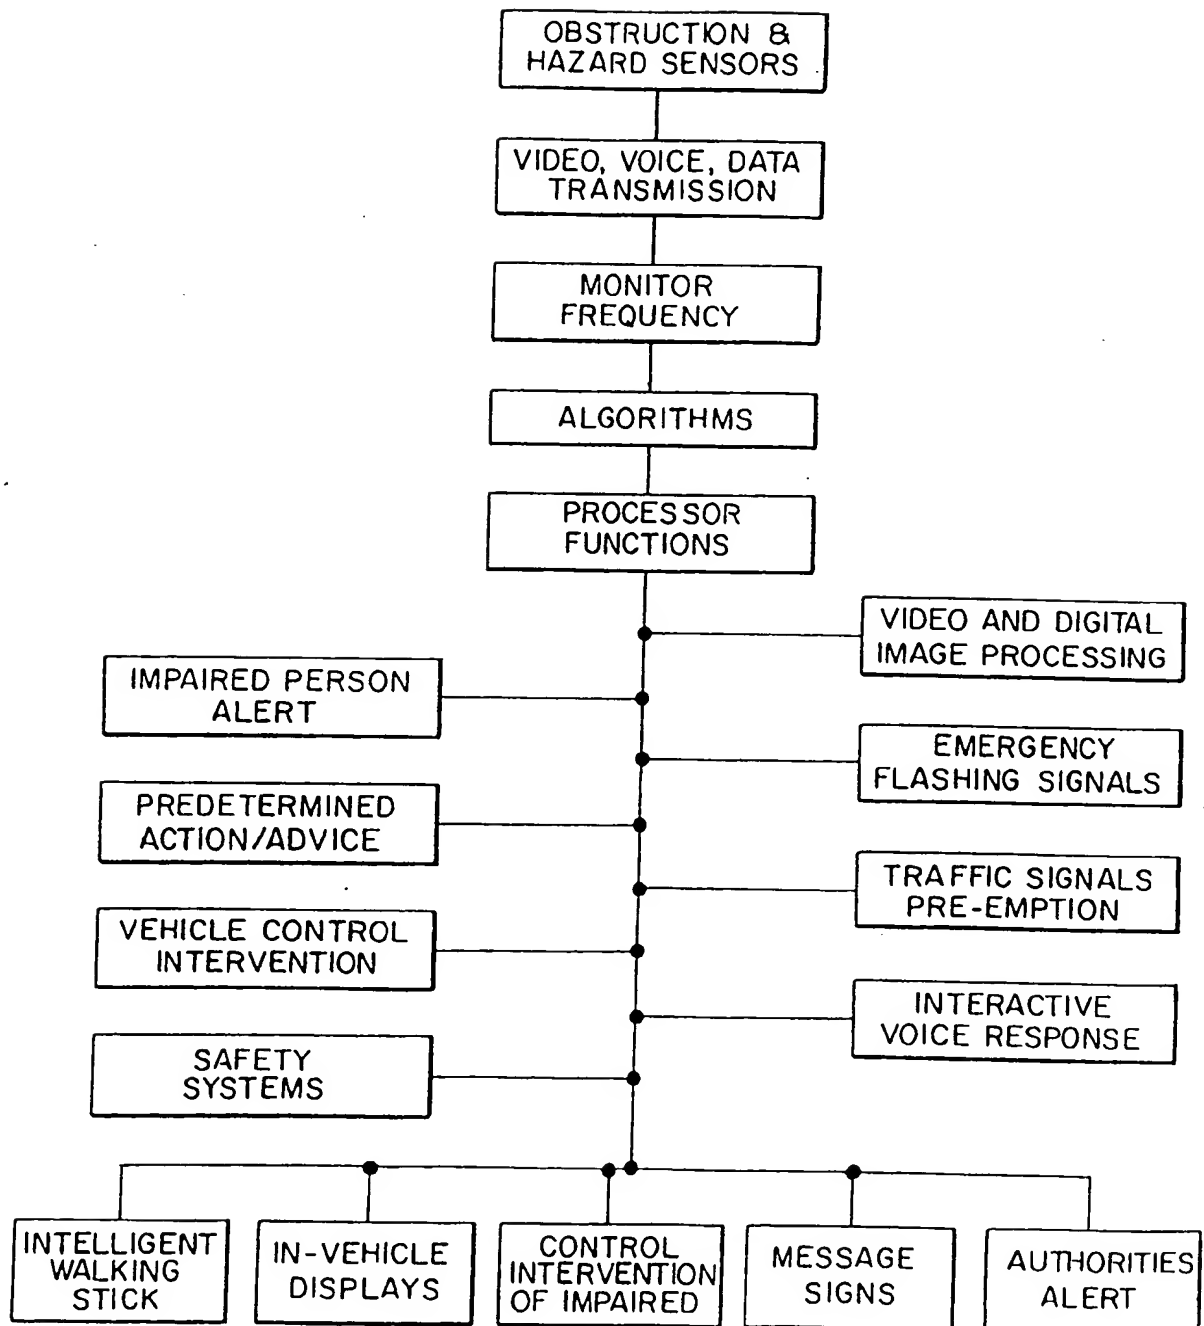 OBSTRUCTION &
HAZARD SENSORS
VIDEO, VOICE, DATA
TRANSMISSION
MONITOR
FREQUENCY
ALGORITHMS
PROCESSOR
FUNCTIONS
VIDEO AND DIGITAL
IMAGE PROCESSING
IMPAIRED PERSON
ALERT
EMERGENCY
FLASHING SIGNALS
PREDETERMINED
ACTION/ADVICE
TRAFFIC SIGNALS
PRE-EMPTION
VEHICLE CONTROL
INTERVENTION
INTERACTIVE
VOICE RESPONSE
SAFETY
SYSTEMS
INTELLIGENT
WALKING
STICK
IN-VEHICLE
DISPLAYS
CONTROL
INTERVENTION
OF IMPAIRED
MESSAGE
SIGNS
AUTHORITIES
ALERT